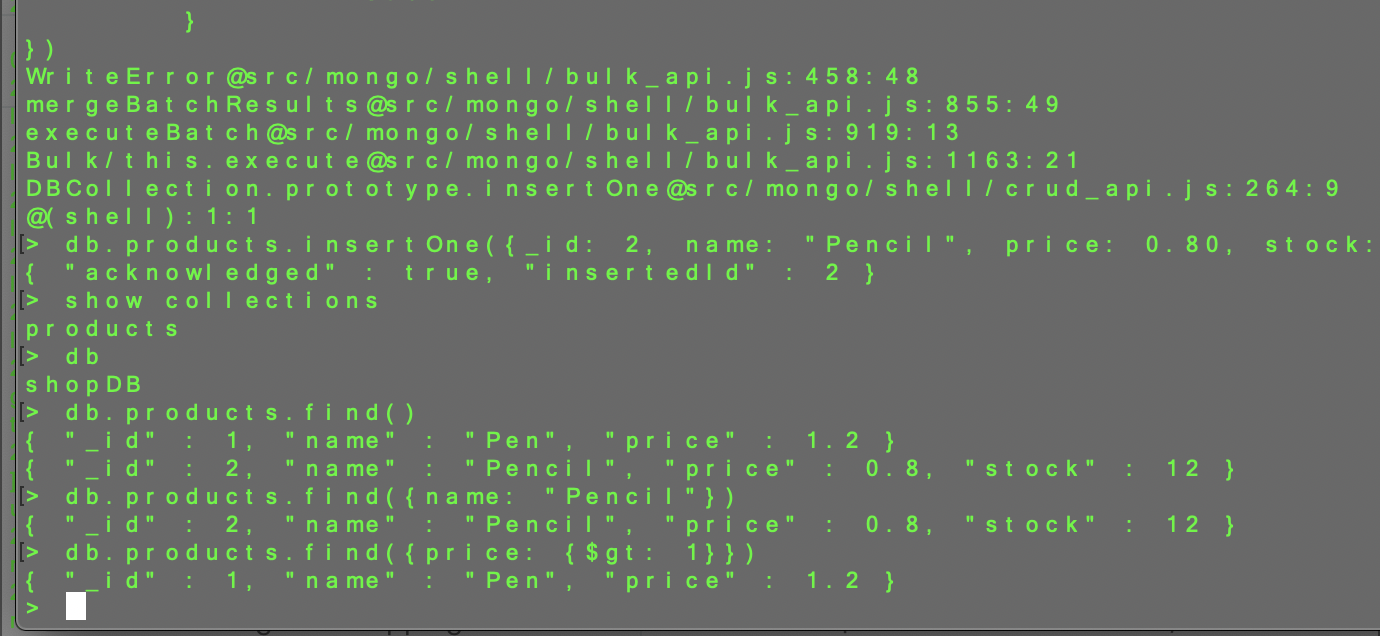 }
})
WriteError@src/mongo/shell/bulk_api.js:458:48
mergeBatchResults@src/mongo/shell/bulk_api.js:855:49
executeBatch@src/mongo/shell/bulk_api.js:919:13
Bulk/this.execute@src/mongo/shell/bulk_api.js:1163:21
DBCollection.prototype.insertOne@src/mongo/shell/crud_api.js:264:9
@(shell):1:1
[> db.products.insertOne({_id: 2, name: "Pencil", price: 0.80, stock:
{ "acknowledged" : true, "insertedId" : 2 }
[> show collections
products
[> db
shopDB
[> db.products.find()
{ "_id" : 1, "name" : "Pen", "price" : 1.2 }
{ "_id" : 2, "name" : "Pencil", "price" : 0.8, "stock" : 12 }
[> db.products.find({name: "Pencil"})
{ "_id" : 2, "name" : "Pencil", "price" : 0.8, "stock" : 12 }
[> db.products.find({price: {$gt: 1}})
{ "_id" : 1, "name" : "Pen", "price" : 1.2 }
>